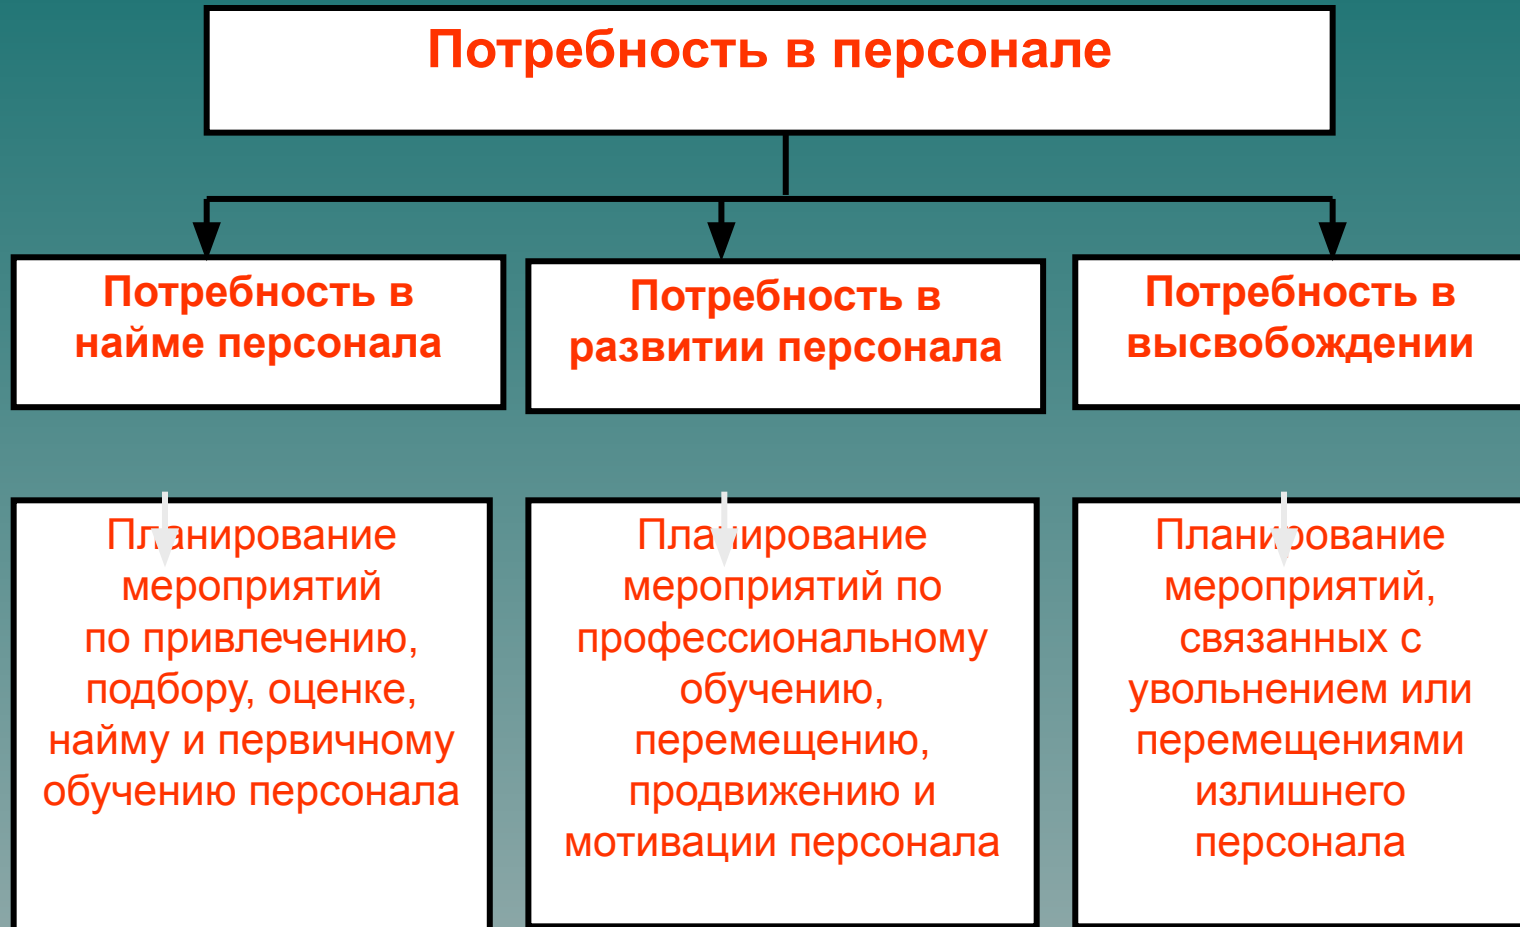 Потребность в персонале
Потребность в
найме персонала
Потребность в
развитии персонала
Потребность в
высвобождении
Планирование
мероприятий
по привлечению,
подбору, оценке,
найму и первичному
обучению персонала
Планирование
мероприятий по
профессиональному
обучению,
перемещению,
продвижению и
мотивации персонала
Планирование
мероприятий,
связанных с
увольнением или
перемещениями
излишнего
персонала